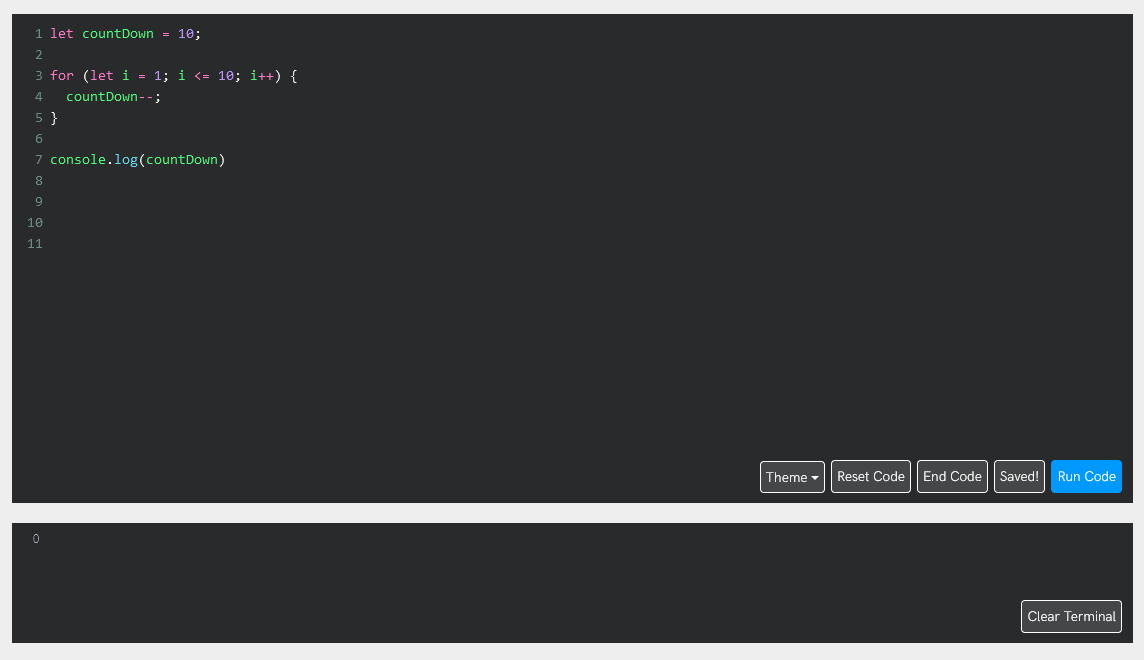 1 let countDown = 10;
2
3 for (let i = 1; i <= 10; i++) {
4   countDown--;
5 }
6
7 console.log(countDown)
8
9
10
11
Theme Reset Code End Code Saved! Run Code
0
Clear Terminal